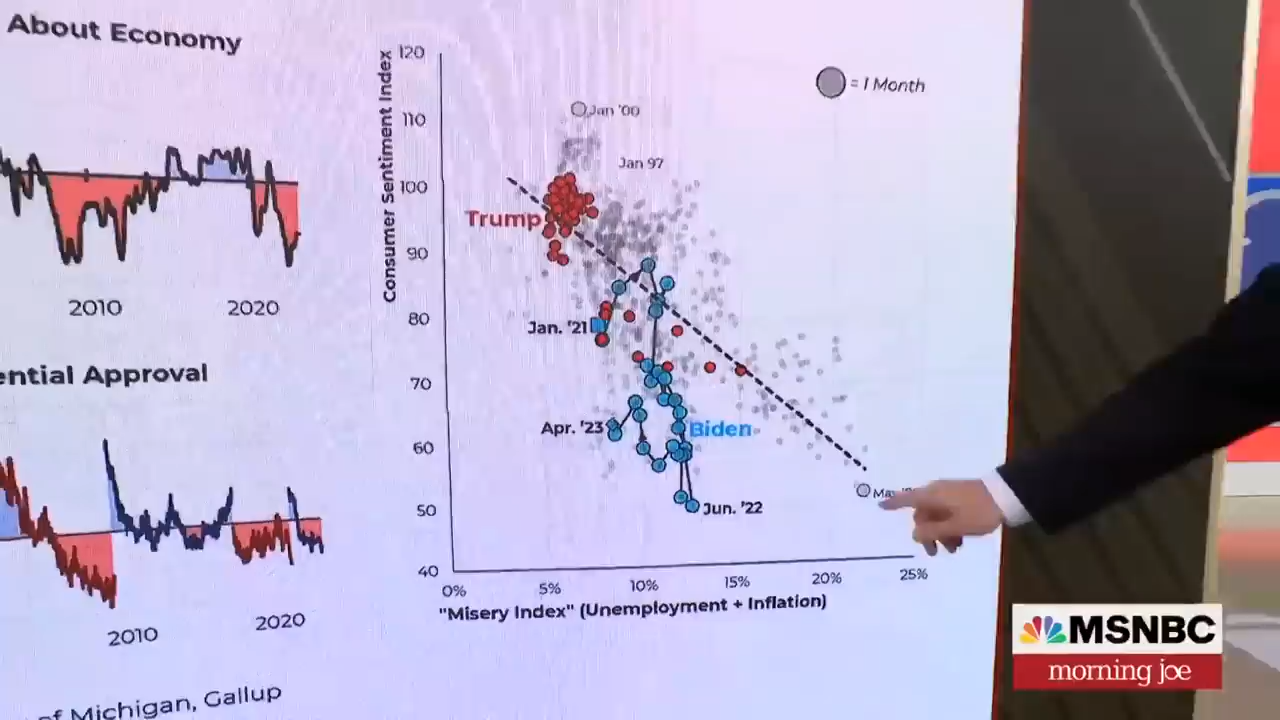 About Economy
2010
2020
ential Approval
2010
2020
of Michigan, Gallup
Consumer Sentiment Index
120
110
100
90
80
70
60
50
40
= 1 Month
Jan '00
Jan 97
Trump
Jan. '21
Apr. '23
Biden
Jun. '22
0%
5%
10%
15%
20%
25%
"Misery Index" (Unemployment + Inflation)
MSNBC
morning joe